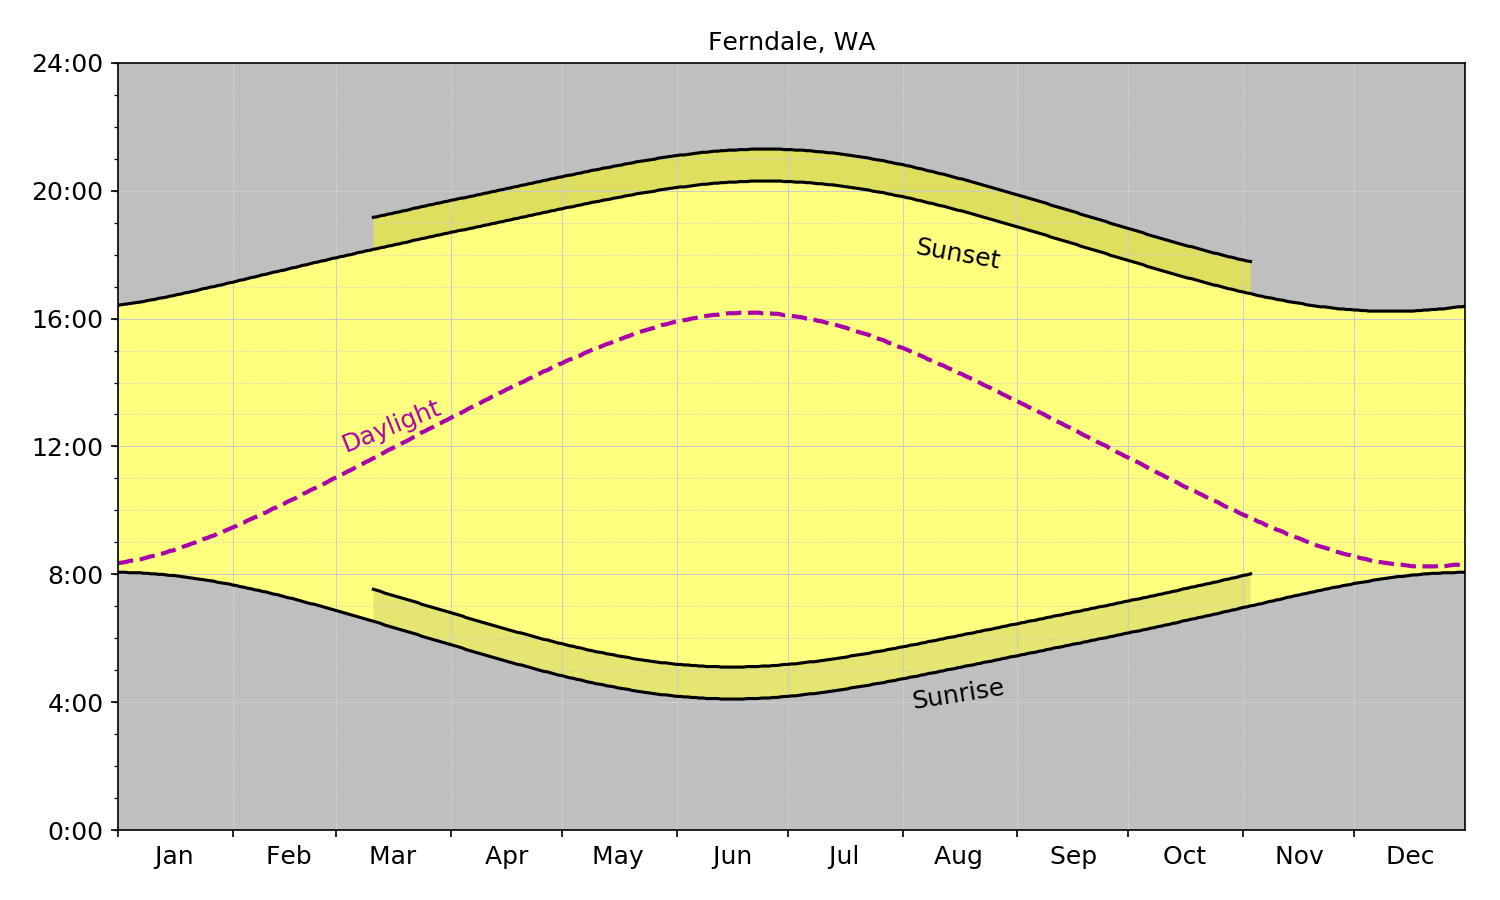 Ferndale, WA
24:00
20:00
16:00
12:00
8:00
4:00
0:00
Sunset
Daylight
Sunrise
Jan Feb Mar Apr May Jun Jul Aug Sep Oct Nov Dec